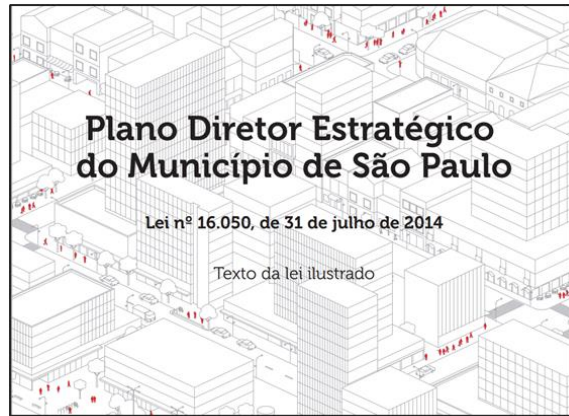 Plano Diretor Estratégico
do Município de São Paulo
Lei nº 16.050, de 31 de julho de 2014
Texto da lei ilustrado